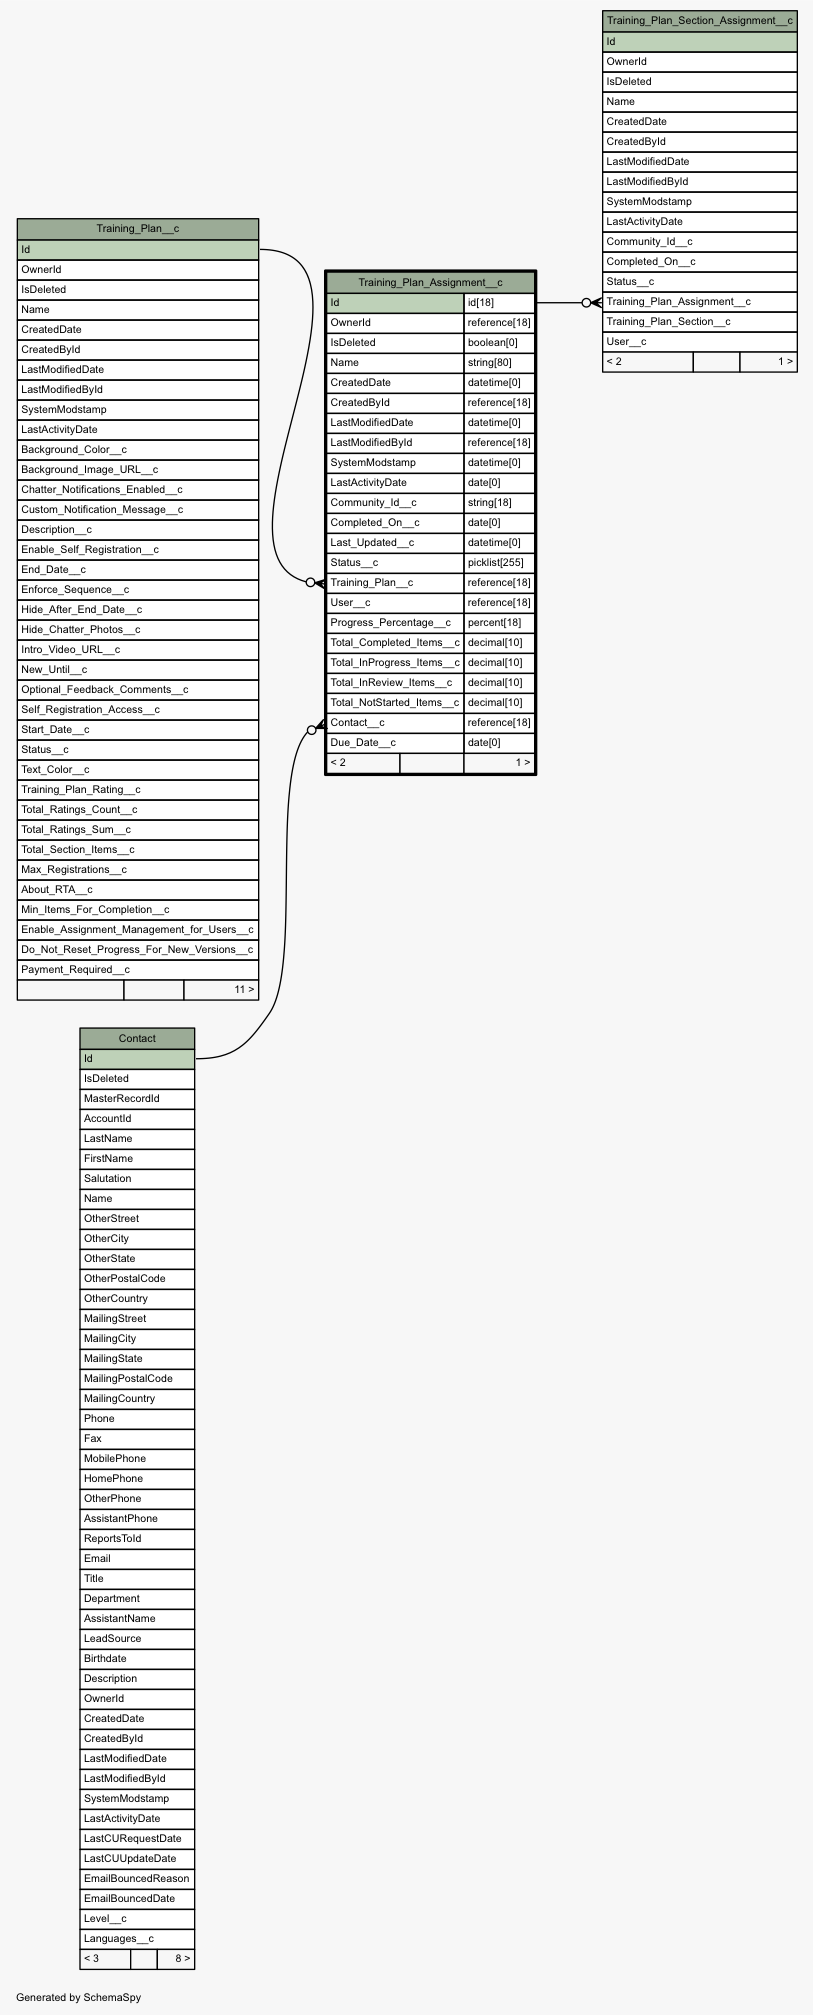 Training_Plan_Section_Assignment__c
Id
OwnerId
IsDeleted
Name
CreatedDate
CreatedById
LastModifiedDate
LastModifiedById
SystemModstamp
LastActivityDate
Community_Id__c
Completed_On__c
Status__c
Training_Plan_Assignment__c
Training_Plan_Section__c
User__c
< 2 1 >
Training_Plan__c
Id
OwnerId
IsDeleted
Name
CreatedDate
CreatedById
LastModifiedDate
LastModifiedById
SystemModstamp
LastActivityDate
Background_Color__c
Background_Image_URL__c
Chatter_Notifications_Enabled__c
Custom_Notification_Message__c
Description__c
Enable_Self_Registration__c
End_Date__c
Enforce_Sequence__c
Hide_After_End_Date__c
Hide_Chatter_Photos__c
Intro_Video_URL__c
New_Until__c
Optional_Feedback_Comments__c
Self_Registration_Access__c
Start_Date__c
Status__c
Text_Color__c
Training_Plan_Rating__c
Total_Ratings_Count__c
Total_Ratings_Sum__c
Total_Section_Items__c
Max_Registrations__c
About_RTA__c
Min_Items_For_Completion__c
Enable_Assignment_Management_for_Users__c
Do_Not_Reset_Progress_For_New_Versions__c
Payment_Required__c
11 >
Training_Plan_Assignment__c
Id id[18]
OwnerId reference[18]
IsDeleted boolean[0]
Name string[80]
CreatedDate datetime[0]
CreatedById reference[18]
LastModifiedDate datetime[0]
LastModifiedById reference[18]
SystemModstamp datetime[0]
LastActivityDate date[0]
Community_Id__c string[18]
Completed_On__c date[0]
Last_Updated__c datetime[0]
Status__c picklist[255]
Training_Plan__c reference[18]
User__c reference[18]
Progress_Percentage__c percent[18]
Total_Completed_Items__c decimal[10]
Total_InProgress_Items__c decimal[10]
Total_InReview_Items__c decimal[10]
Total_NotStarted_Items__c decimal[10]
Contact__c reference[18]
Due_Date__c date[0]
< 2 1 >
Contact
Id
IsDeleted
MasterRecordId
AccountId
LastName
FirstName
Salutation
Name
OtherStreet
OtherCity
OtherState
OtherPostalCode
OtherCountry
MailingStreet
MailingCity
MailingState
MailingPostalCode
MailingCountry
Phone
Fax
MobilePhone
HomePhone
OtherPhone
AssistantPhone
ReportsToId
Email
Title
Department
AssistantName
LeadSource
Birthdate
Description
OwnerId
CreatedDate
CreatedById
LastModifiedDate
LastModifiedById
SystemModstamp
LastActivityDate
LastCURequestDate
LastCUUpdateDate
EmailBouncedReason
EmailBouncedDate
Level__c
Languages__c
< 3 8 >
Generated by SchemaSpy